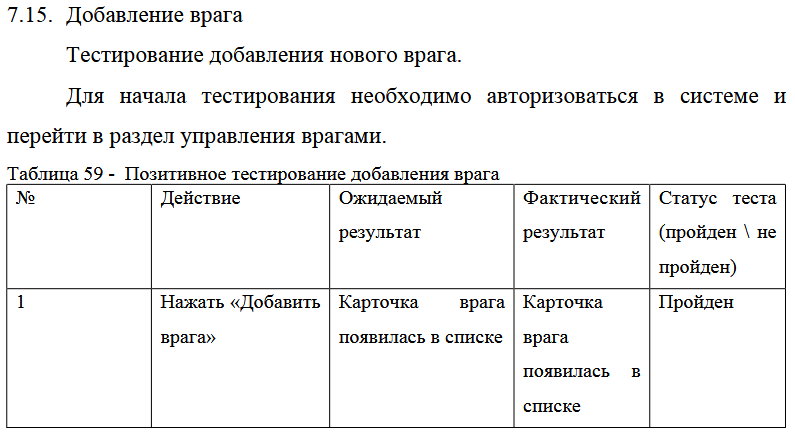 7.15. Добавление врага
Тестирование добавления нового врага.
Для начала тестирования необходимо авторизоваться в системе и
перейти в раздел управления врагами.
Таблица 59 - Позитивное тестирование добавления врага
№ Действие Ожидаемый Фактический Статус теста
результат результат (пройден \ не
пройден)
1 Нажать «Добавить Карточка врага Карточка Пройден
врага» появилась в списке врага
появилась в
списке